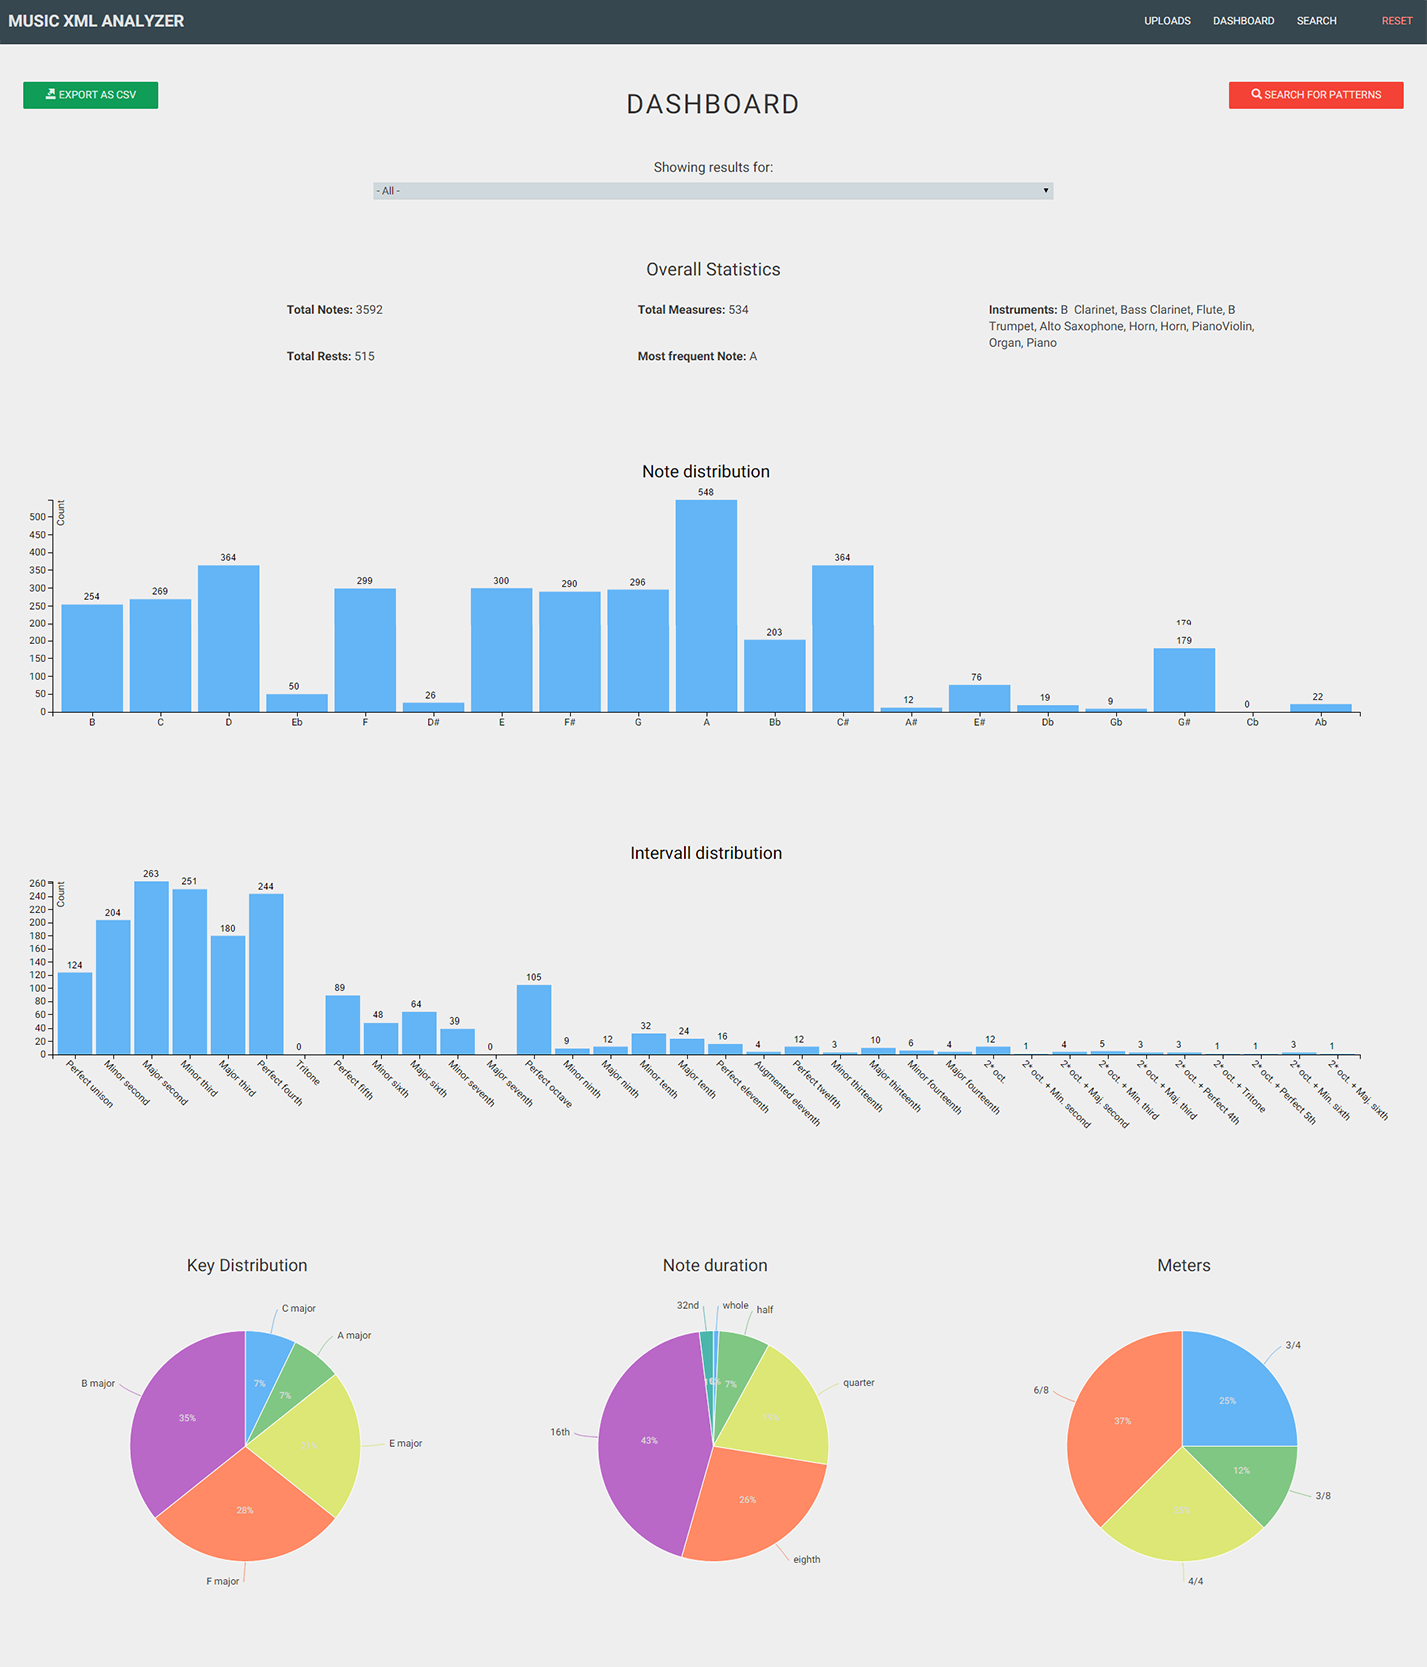 MUSIC XML ANALYZER
UPLOADS DASHBOARD SEARCH RESET
EXPORT AS CSV
DASHBOARD
SEARCH FOR PATTERNS
Showing results for:
- All -
Overall Statistics
Total Notes: 3592
Total Measures: 534
Instruments: B Clarinet, Bass Clarinet, Flute, B
Trumpet, Alto Saxophone, Horn, Horn, PianoViolin,
Organ, Piano
Total Rests: 515
Most frequent Note: A
Note distribution
Count
500
450
400
350
300
250
200
200
150
100
50
0
254 269 364 50 299 26 300 290 296 548 203 364 12 76 19 9 179 179 0 22
B C D Eb F D# E F# G A Bb C# A# E# Db Gb G# Cb Ab
Intervall distribution
Count
260
240
220
200
180
160
140
120
100
80
60
40
20
0
124 204 263 251 180 244 0 89 48 64 39 0 105 9 12 32 24 16 4 12 3 10 6 4 12 1 4 5 3 3 1 1 3 1
Perfect unison
Minor second
Major second
Minor third
Major third
Perfect fourth
Tritone
Perfect fifth
Minor sixth
Major sixth
Minor seventh
Major seventh
Perfect octave
Minor ninth
Major ninth
Minor tenth
Major tenth
Perfect eleventh
Augmented eleventh
Perfect twelfth
Minor thirteenth
Major thirteenth
Minor fourteenth
Major fourteenth
2* oct.
2* oct. + Min. second
2* oct. + Maj. second
2* oct. + Min. third
2* oct. + Maj. third
2* oct. + Perfect 4th
2* oct. + Tritone
2* oct. + Perfect 5th
2* oct. + Min. sixth
2* oct. + Maj. sixth
Key Distribution
C major
A major
B major
E major
F major
7%
7%
35%
28%
Note duration
32nd
whole
half
quarter
16th
eighth
7%
43%
26%
Meters
3/4
6/8
3/8
4/4
25%
37%
12%